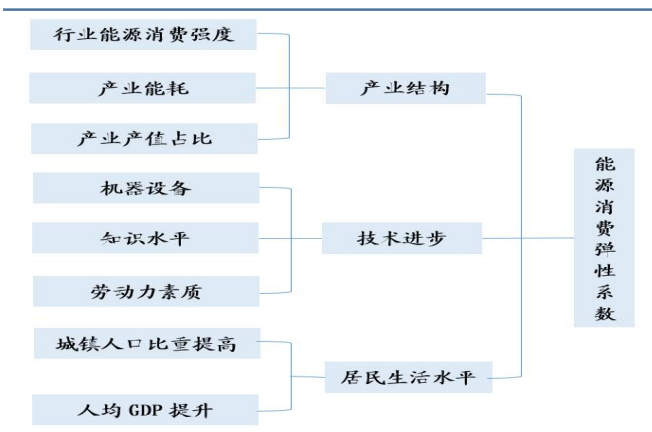 行业能源消费强度
产业能耗
产业产值占比
产业结构
机器设备
知识水平
劳动力素质
技术进步
城镇人口比重提高
人均 GDP 提升
居民生活水平
能源消费弹性系数